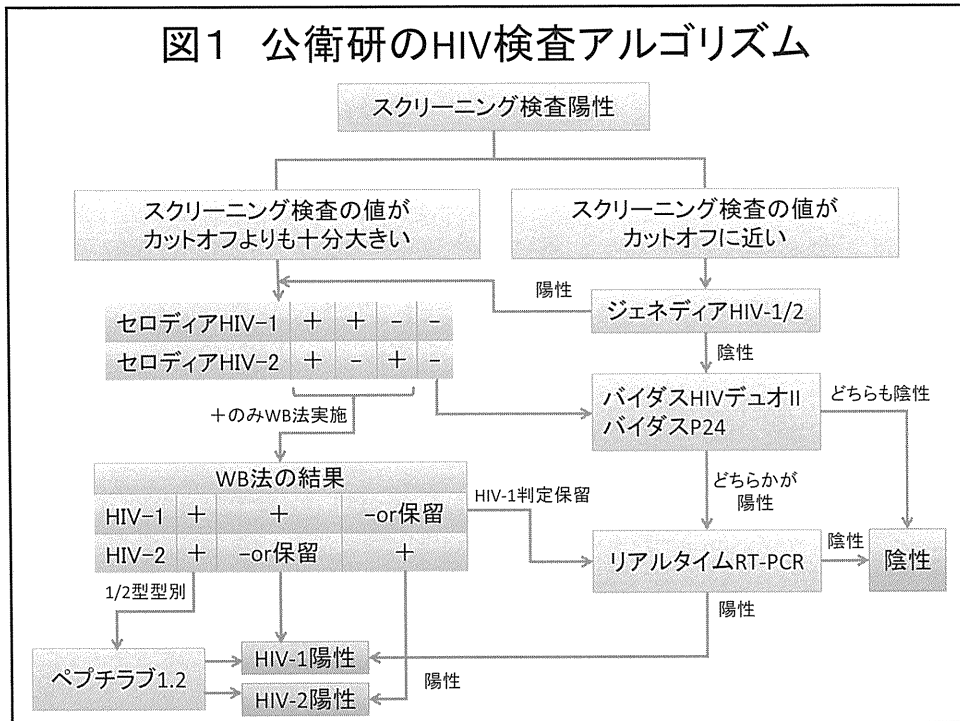 図1 公衛研のHIV検査アルゴリズム
スクリーニング検査陽性
スクリーニング検査の値が
カットオフよりも十分大きい
スクリーニング検査の値が
カットオフに近い
陽性
ジェネディアHIV-1/2
セロディアHIV-1 + + - -
セロディアHIV-2 + - + -
陰性
+のみWB法実施
バイダスHIVデュオII
バイダスP24
どちらも陰性
どちらかが
陽性
WB法の結果
HIV-1 + + -or保留
HIV-2 + -or保留 +
HIV-1判定保留
リアルタイムRT-PCR
陰性
陰性
1/2型型別
陽性
ペプチラブ1.2
HIV-1陽性
HIV-2陽性
陽性